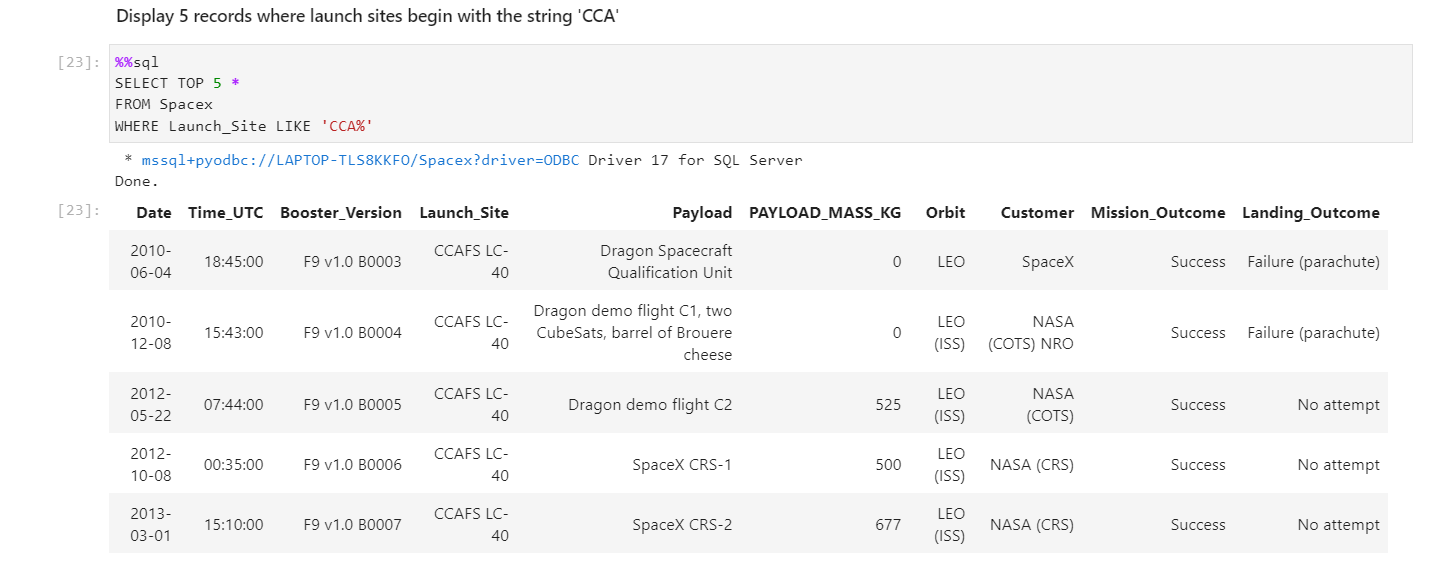 Display 5 records where launch sites begin with the string 'CCA'
[23]: %%sql
SELECT TOP 5 *
FROM Spacex
WHERE Launch_Site LIKE 'CCA%'
* mssql+pyodbc://LAPTOP-TLS8KKFO/Spacex?driver=ODBC Driver 17 for SQL Server
Done.
[23]: Date Time_UTC Booster_Version Launch_Site Payload PAYLOAD_MASS_KG Orbit Customer Mission_Outcome Landing_Outcome
2010- CCAFS LC- Dragon Spacecraft
18:45:00 F9 v1.0 B0003 0 LEO SpaceX Success Failure (parachute)
06-04 40 Qualification Unit
Dragon demo flight C1, two
2010- CCAFS LC- LEO NASA
15:43:00 F9 v1.0 B0004 CubeSats, barrel of Brouere 0 Success Failure (parachute)
12-08 40 (ISS) (COTS) NRO
cheese
2012- CCAFS LC- LEO NASA
07:44:00 F9 v1.0 B0005 Dragon demo flight C2 525 Success No attempt
05-22 40 (ISS) (COTS)
2012- CCAFS LC- LEO
00:35:00 F9 v1.0 B0006 SpaceX CRS-1 500 NASA (CRS) Success No attempt
10-08 40 (ISS)
2013- CCAFS LC- LEO
15:10:00 F9 v1.0 B0007 SpaceX CRS-2 677 NASA (CRS) Success No attempt
03-01 40 (ISS)